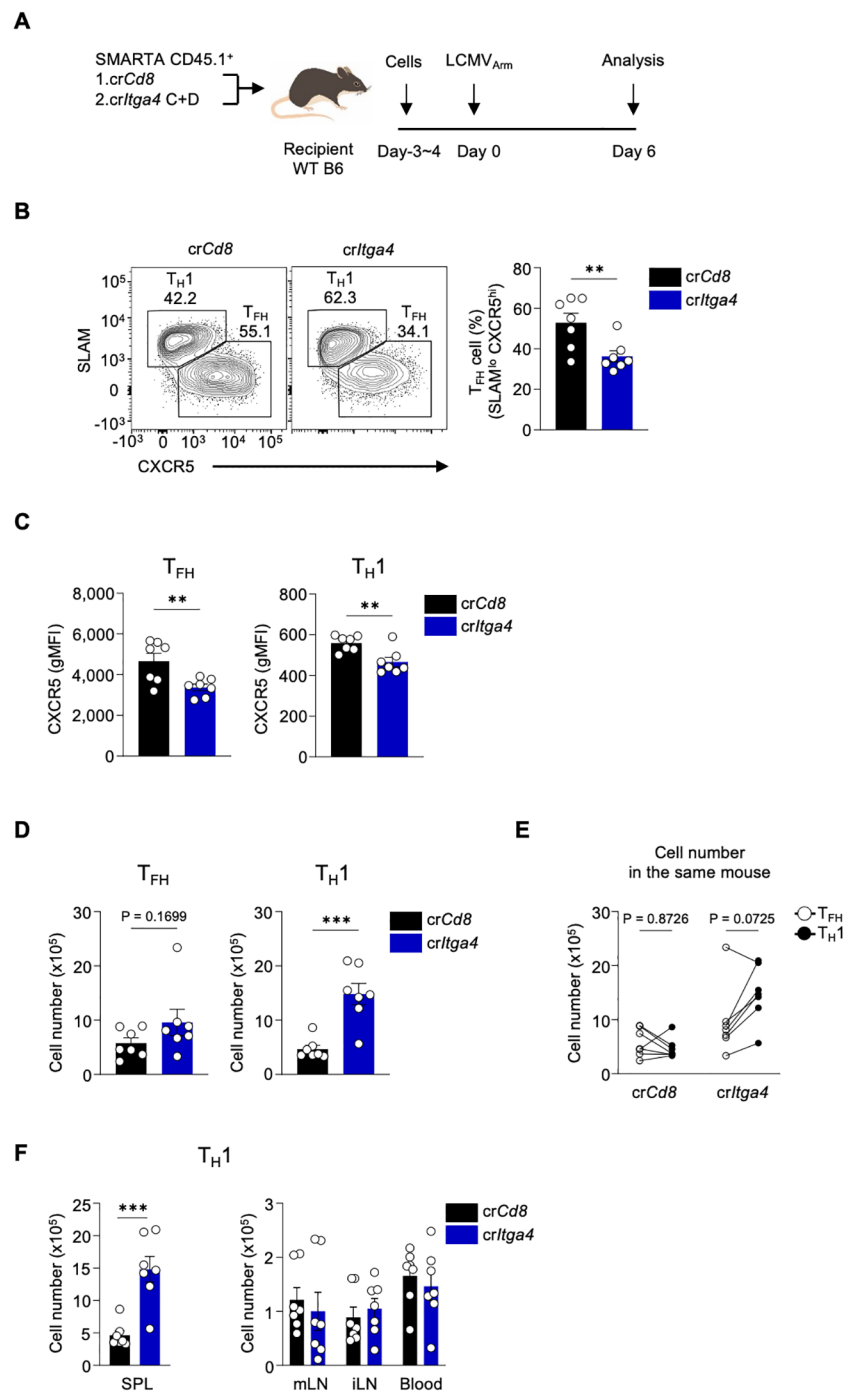 A
SMARTA CD45.1⁺
1.crCd8
2.crItga4 C+D
Recipient
WT B6
Cells
LCMVArm
Analysis
Day-3~4
Day 0
Day 6
B
crCd8
crItga4
SLAM
10⁵
10⁴
10³
0
-10³
TH1
42.2
TFH
55.1
TH1
62.3
TFH
34.1
-10³ 0 10³ 10⁴ 10⁵
CXCR5
TFH cell (%)
(SLAMlo CXCR5hi)
80
60
40
20
0
**
crCd8
crItga4
C
TFH
CXCR5 (gMFI)
8,000
6,000
4,000
2,000
0
**
TH1
CXCR5 (gMFI)
800
600
400
200
0
**
crCd8
crItga4
D
TFH
Cell number (x10⁵)
30
20
10
0
P = 0.1699
TH1
Cell number (x10⁵)
30
20
10
0
***
crCd8
crItga4
E
Cell number
in the same mouse
Cell number (x10⁵)
30
20
10
0
P = 0.8726
P = 0.0725
TFH
TH1
crCd8
crItga4
F
TH1
Cell number (x10⁵)
25
20
15
10
5
0
***
SPL
Cell number (x10⁵)
3
2
1
0
mLN
iLN
Blood
crCd8
crItga4